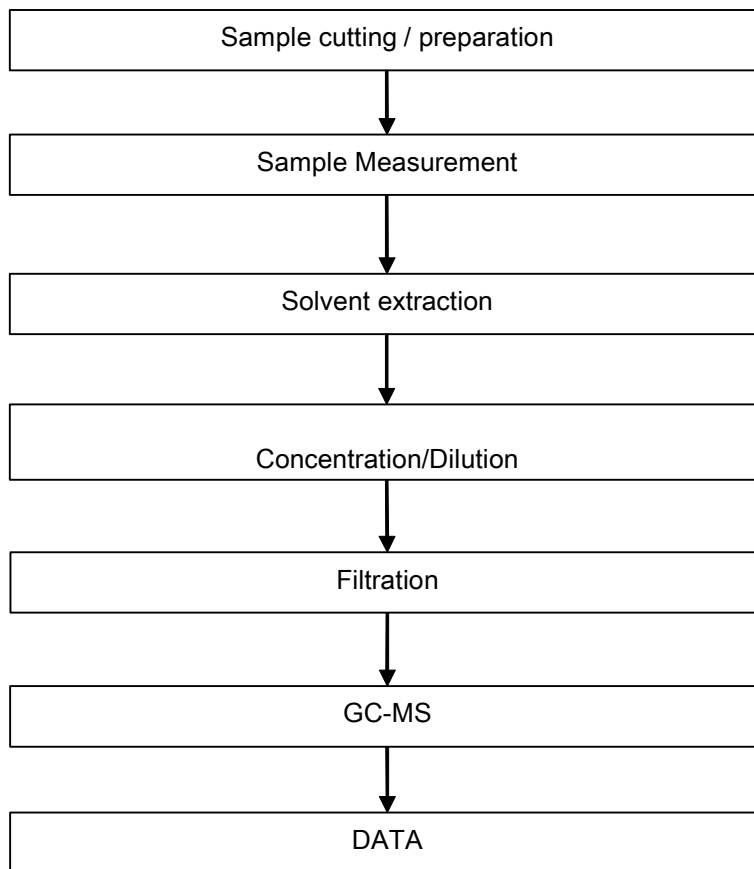 Sample cutting / preparation
Sample Measurement
Solvent extraction
Concentration/Dilution
Filtration
GC-MS
DATA